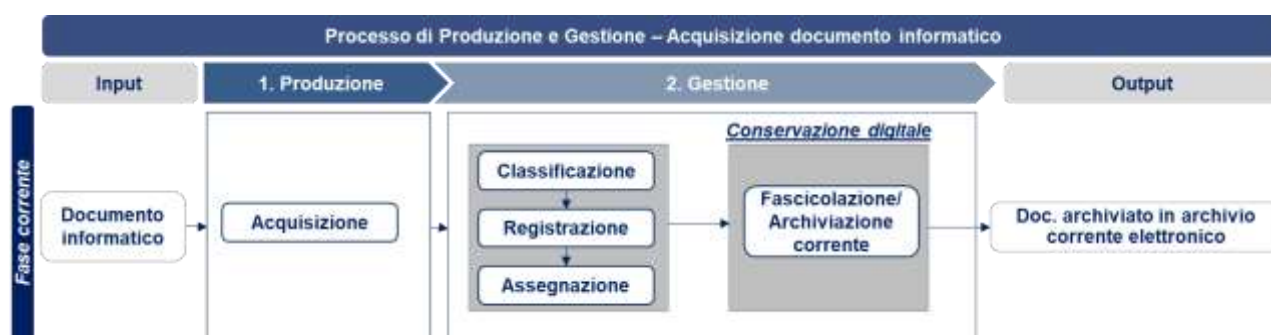 Processo di Produzione e Gestione – Acquisizione documento informatico
Input
1. Produzione
2. Gestione
Output
Fase corrente
Documento
informatico
Acquisizione
Classificazione
Registrazione
Assegnazione
Conservazione digitale
Fascicolazione/
Archiviazione
corrente
Doc. archiviato in archivio
corrente elettronico